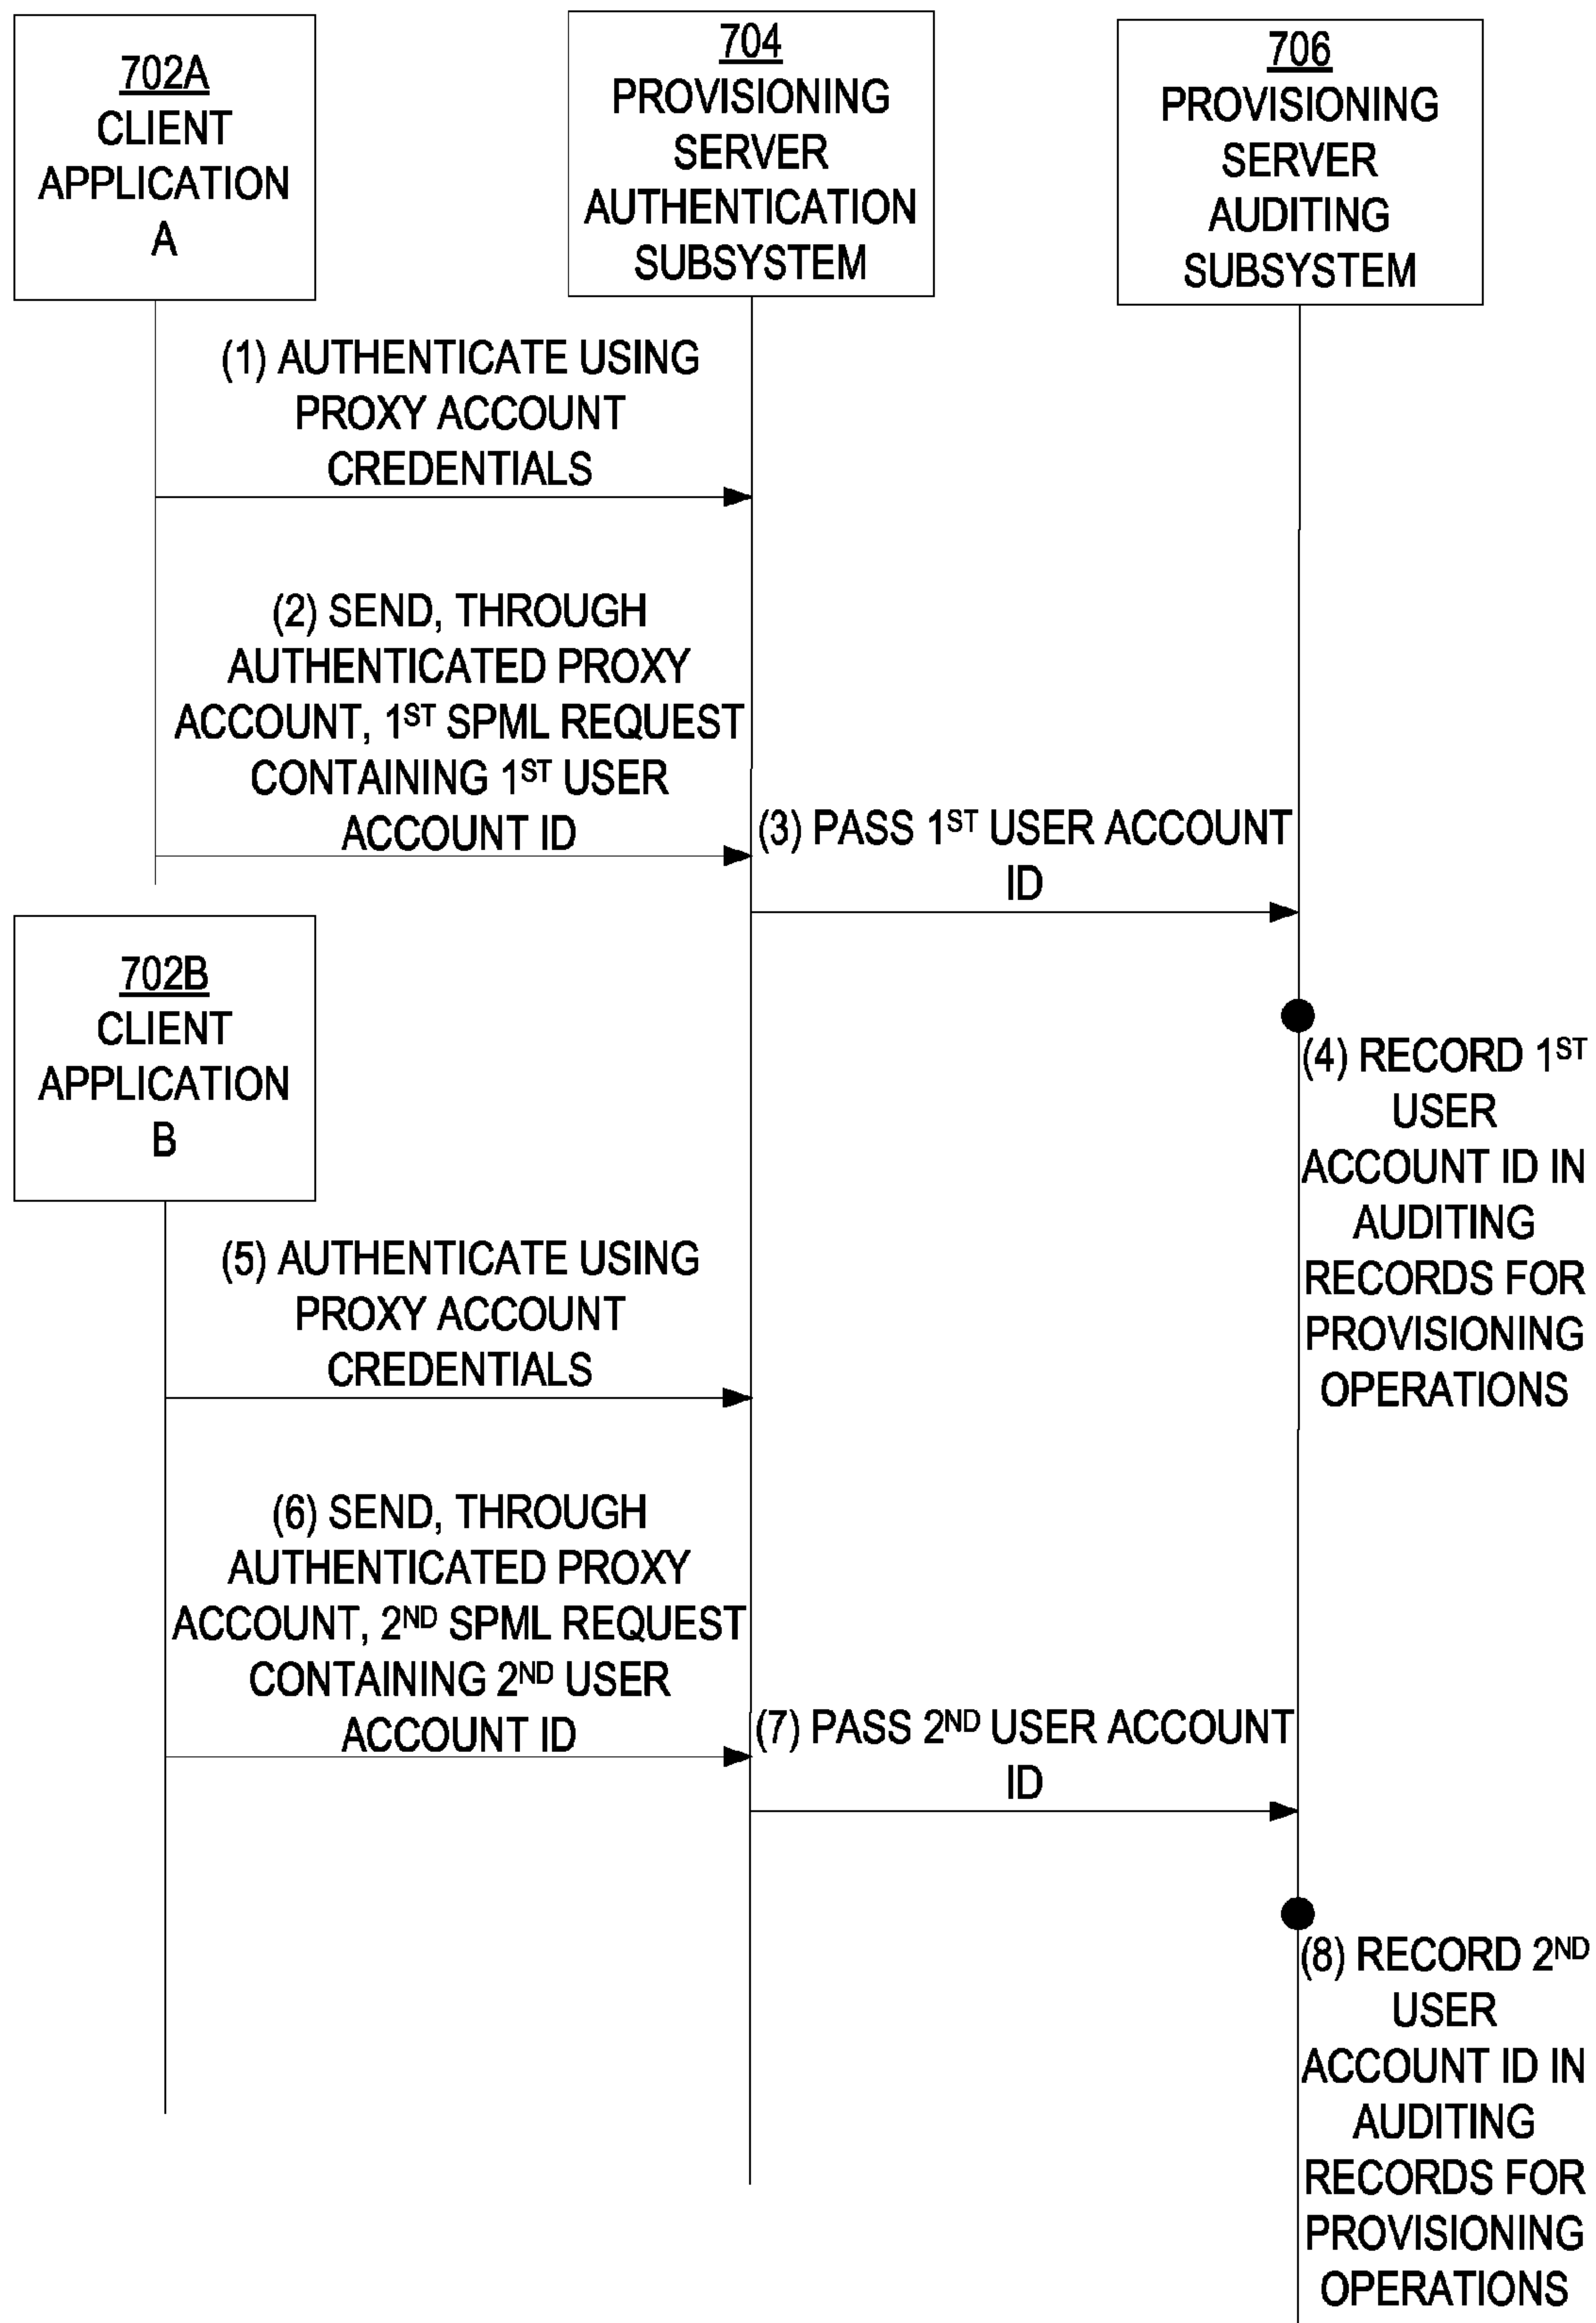 702A
CLIENT
APPLICATION
A
704
PROVISIONING
SERVER
AUTHENTICATION
SUBSYSTEM
706
PROVISIONING
SERVER
AUDITING
SUBSYSTEM
(1) AUTHENTICATE USING
PROXY ACCOUNT
CREDENTIALS
(2) SEND, THROUGH
AUTHENTICATED PROXY
ACCOUNT, 1ST SPML REQUEST
CONTAINING 1ST USER
ACCOUNT ID
(3) PASS 1ST USER ACCOUNT
ID
(4) RECORD 1ST
USER
ACCOUNT ID IN
AUDITING
RECORDS FOR
PROVISIONING
OPERATIONS
702B
CLIENT
APPLICATION
B
(5) AUTHENTICATE USING
PROXY ACCOUNT
CREDENTIALS
(6) SEND, THROUGH
AUTHENTICATED PROXY
ACCOUNT, 2ND SPML REQUEST
CONTAINING 2ND USER
ACCOUNT ID
(7) PASS 2ND USER ACCOUNT
ID
(8) RECORD 2ND
USER
ACCOUNT ID IN
AUDITING
RECORDS FOR
PROVISIONING
OPERATIONS